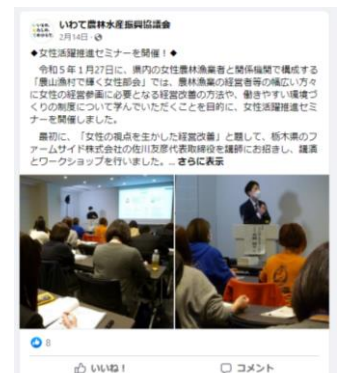 いわて農林水産振興協議会
2月14日
◆女性活躍推進セミナーを開催！◆
令和5年1月27日に、県内の女性農林漁業者と関係機関で構成する
「農山漁村で輝く女性部会」では、農林漁業の経営者等の幅広い方々
に女性の経営参画に必要となる経営改善の方法や、働きやすい環境づ
くりの制度について学んでいただくことを目的に、女性活躍推進セミ
ナーを開催しました。
最初に、「女性の視点を生かした経営改善」と題して、栃木県のフ
ァームサイド株式会社の佐川友彦代表取締役を講師にお招きし、講演
とワークショップを行いました。... さらに表示
8
いいね！
コメント